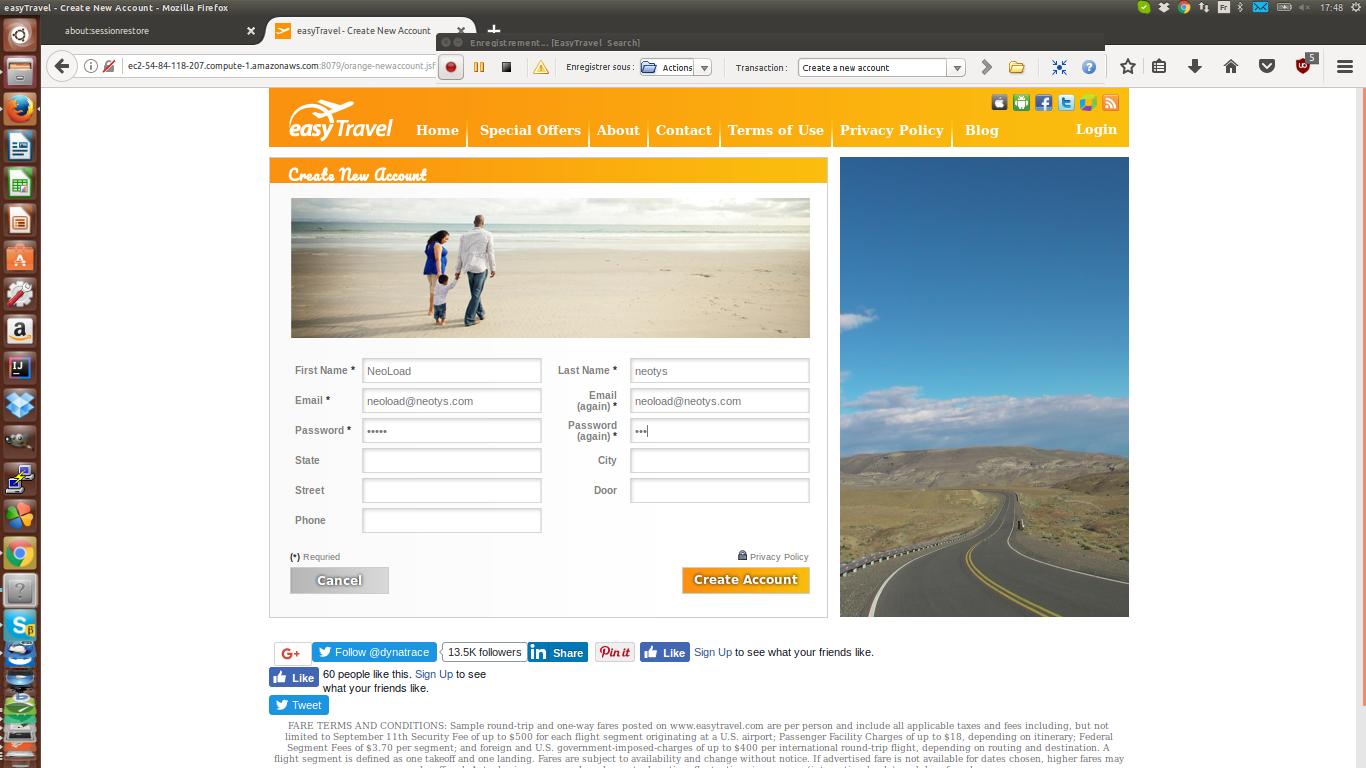 easyTravel - Create New Account - Mozilla Firefox
Fr 17:48
about:sessionrestore
easyTravel - Create New Account
Enregistrement... [EasyTravel_Search]
ec2-54-84-118-207.compute-1.amazonaws.com:8079/orange-newaccount.jsf
Enregistrer sous : Actions Transaction : Create a new account
5
easyTravel
Home Special Offers About Contact Terms of Use Privacy Policy Blog Login
Create New Account
First Name * NeoLoad Last Name * neotys
Email * neoload@neotys.com Email (again) * neoload@neotys.com
Password * ••••• Password (again) * •••
State City
Street Door
Phone
(*) Requried Privacy Policy
Cancel Create Account
G+ Follow @dynatrace 13.5K followers in Share Pin it Like Sign Up to see what your friends like.
Like 60 people like this. Sign Up to see
what your friends like.
Tweet
FARE TERMS AND CONDITIONS: Sample round-trip and one-way fares posted on www.easytravel.com are per person and include all applicable taxes and fees including, but not
limited to September 11th Security Fee of up to $500 for each flight segment originating at a U.S. airport; Passenger Facility Charges of up to $18, depending on itinerary; Federal
Segment Fees of $3.70 per segment; and foreign and U.S. government-imposed-charges of up to $400 per international round-trip flight, depending on routing and destination. A
flight segment is defined as one takeoff and one landing. Fares are subject to availability and change without notice. If advertised fare is not available for dates chosen, higher fares may